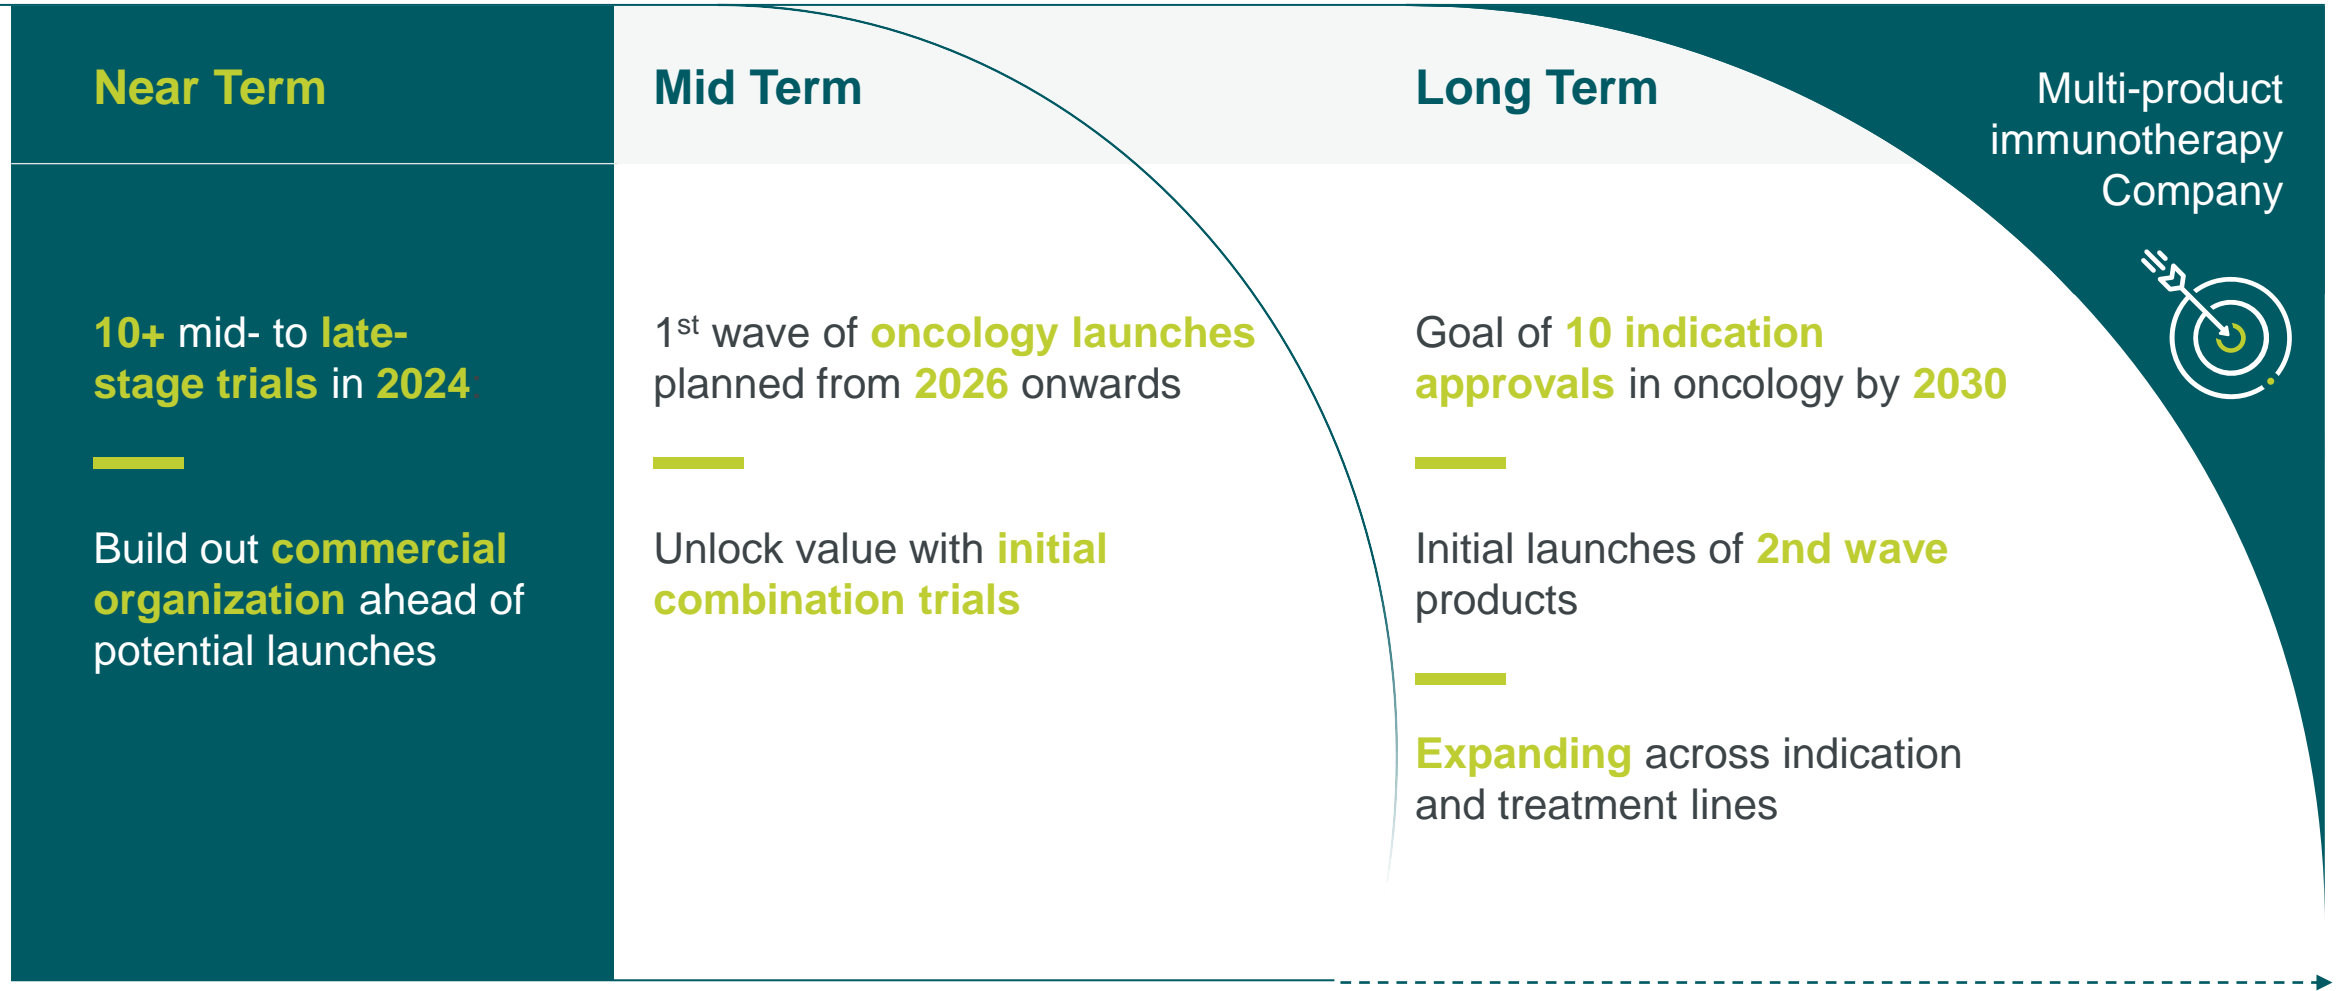 Near Term
10+ mid- to late-
stage trials in 2024
Build out commercial
organization ahead of
potential launches
Mid Term
1st wave of oncology launches
planned from 2026 onwards
Unlock value with initial
combination trials
Long Term
Goal of 10 indication
approvals in oncology by 2030
Initial launches of 2nd wave
products
Expanding across indication
and treatment lines
Multi-product
immunotherapy
Company